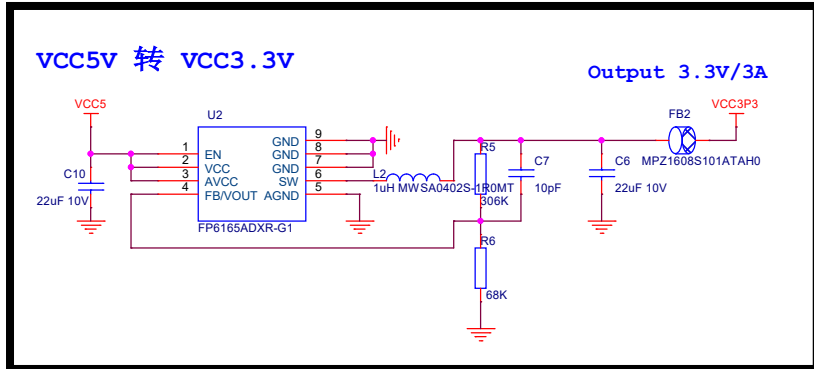 VCC5V 转 VCC3.3V
Output 3.3V/3A
VCC5
VCC3P3
U2
FB2
MPZ1608S101ATAH0
1 EN
2 VCC
3 AVCC
4 FB/VOUT
GND 9
GND 8
GND 7
SW 6
AGND 5
FP6165ADXR-G1
C10
22uF 10V
L2
1uH MWSA0402S-1R0MT
R5
306K
C7
10pF
C6
22uF 10V
R6
68K